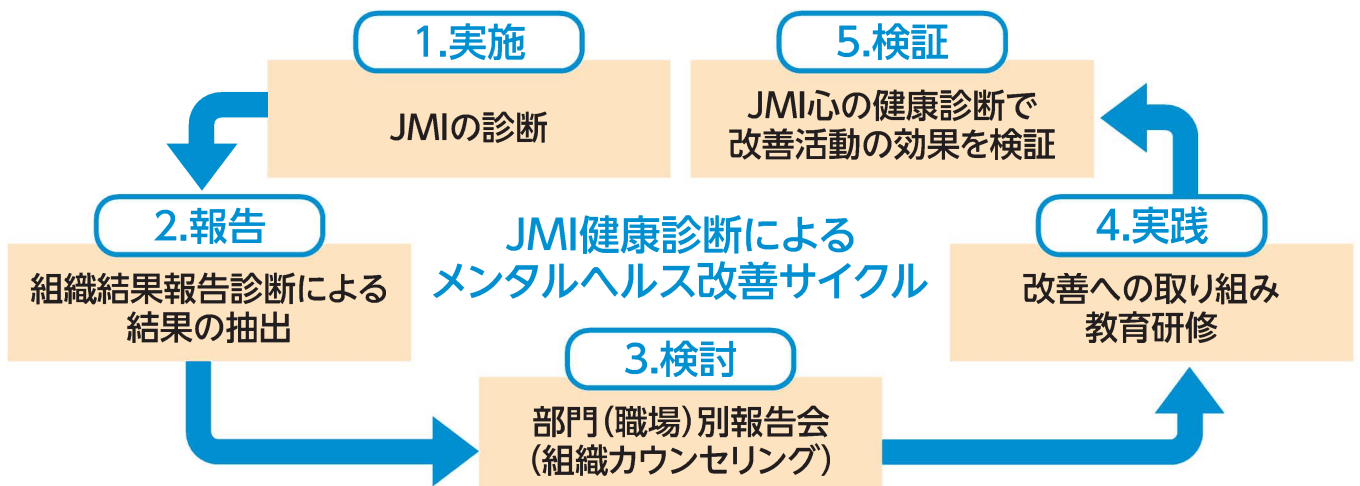 1.実施
JMIの診断
5.検証
JMI心の健康診断で
改善活動の効果を検証
2.報告
組織結果報告診断による
結果の抽出
JMI健康診断による
メンタルヘルス改善サイクル
4.実践
改善への取り組み
教育研修
3.検討
部門（職場）別報告会
（組織カウンセリング）